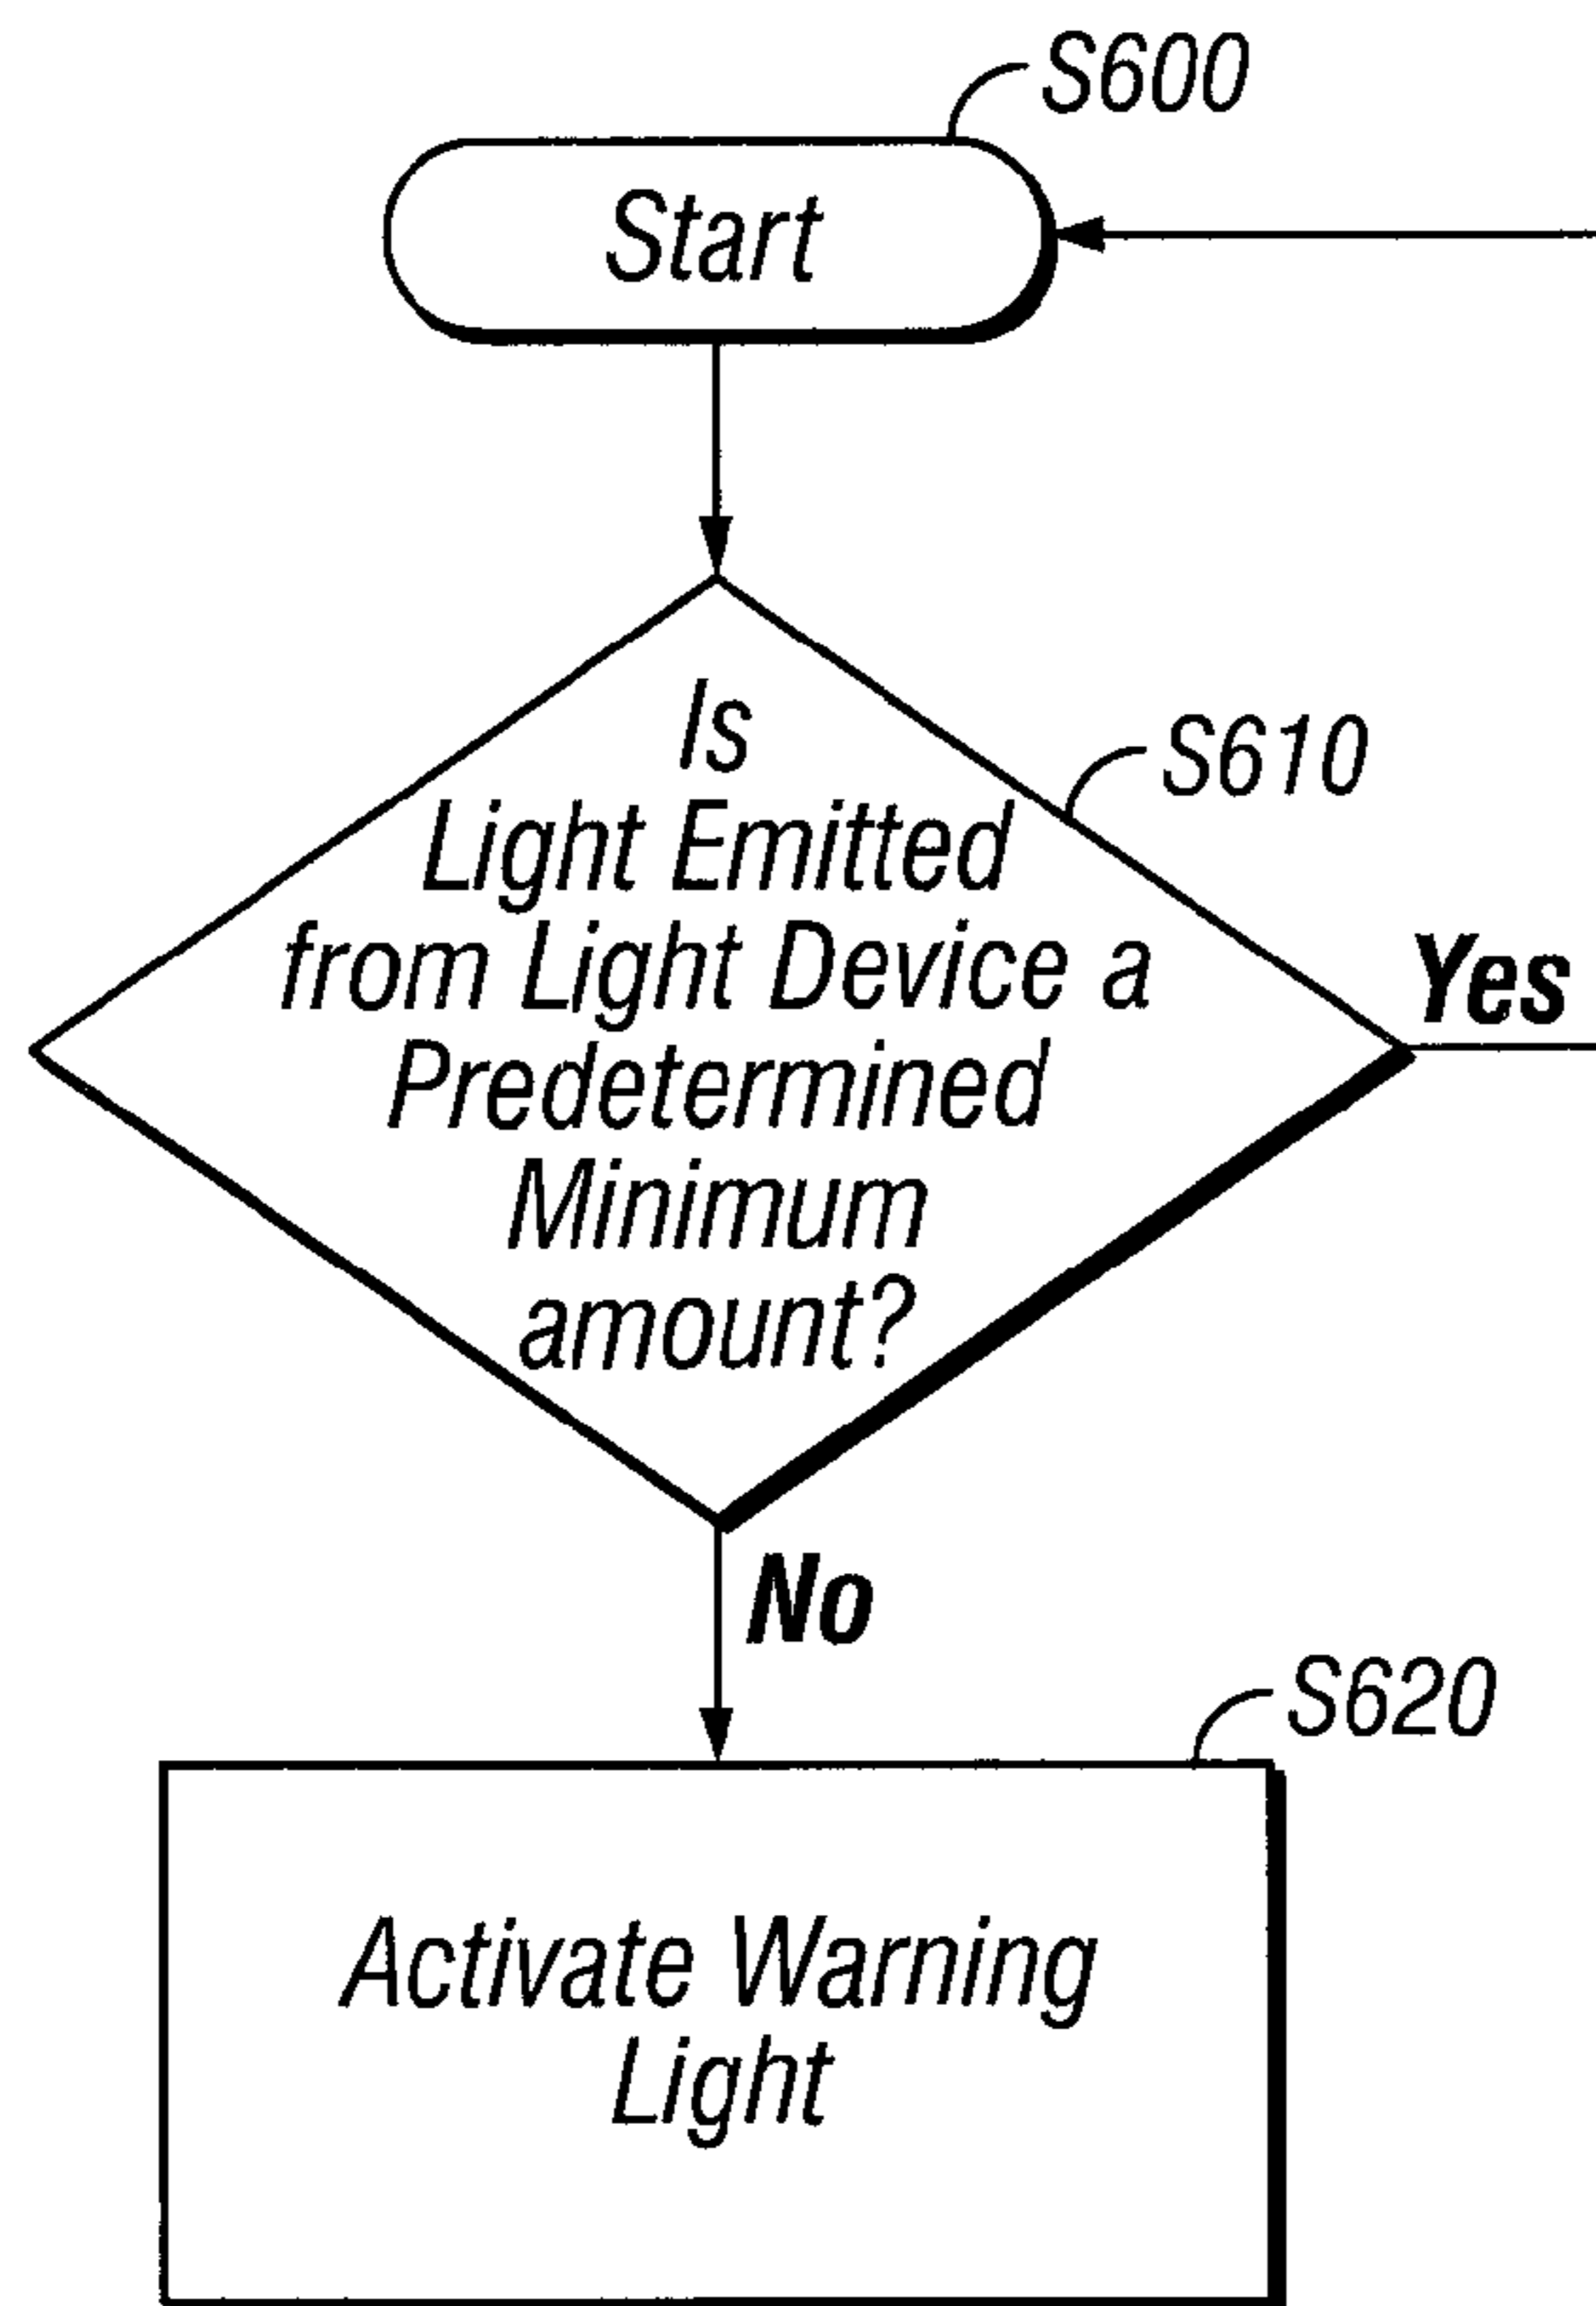 S600
Start
Is
S610
Light Emitted
from Light Device a
Yes
Predetermined
Minimum
amount?
No
S620
Activate Warning
Light